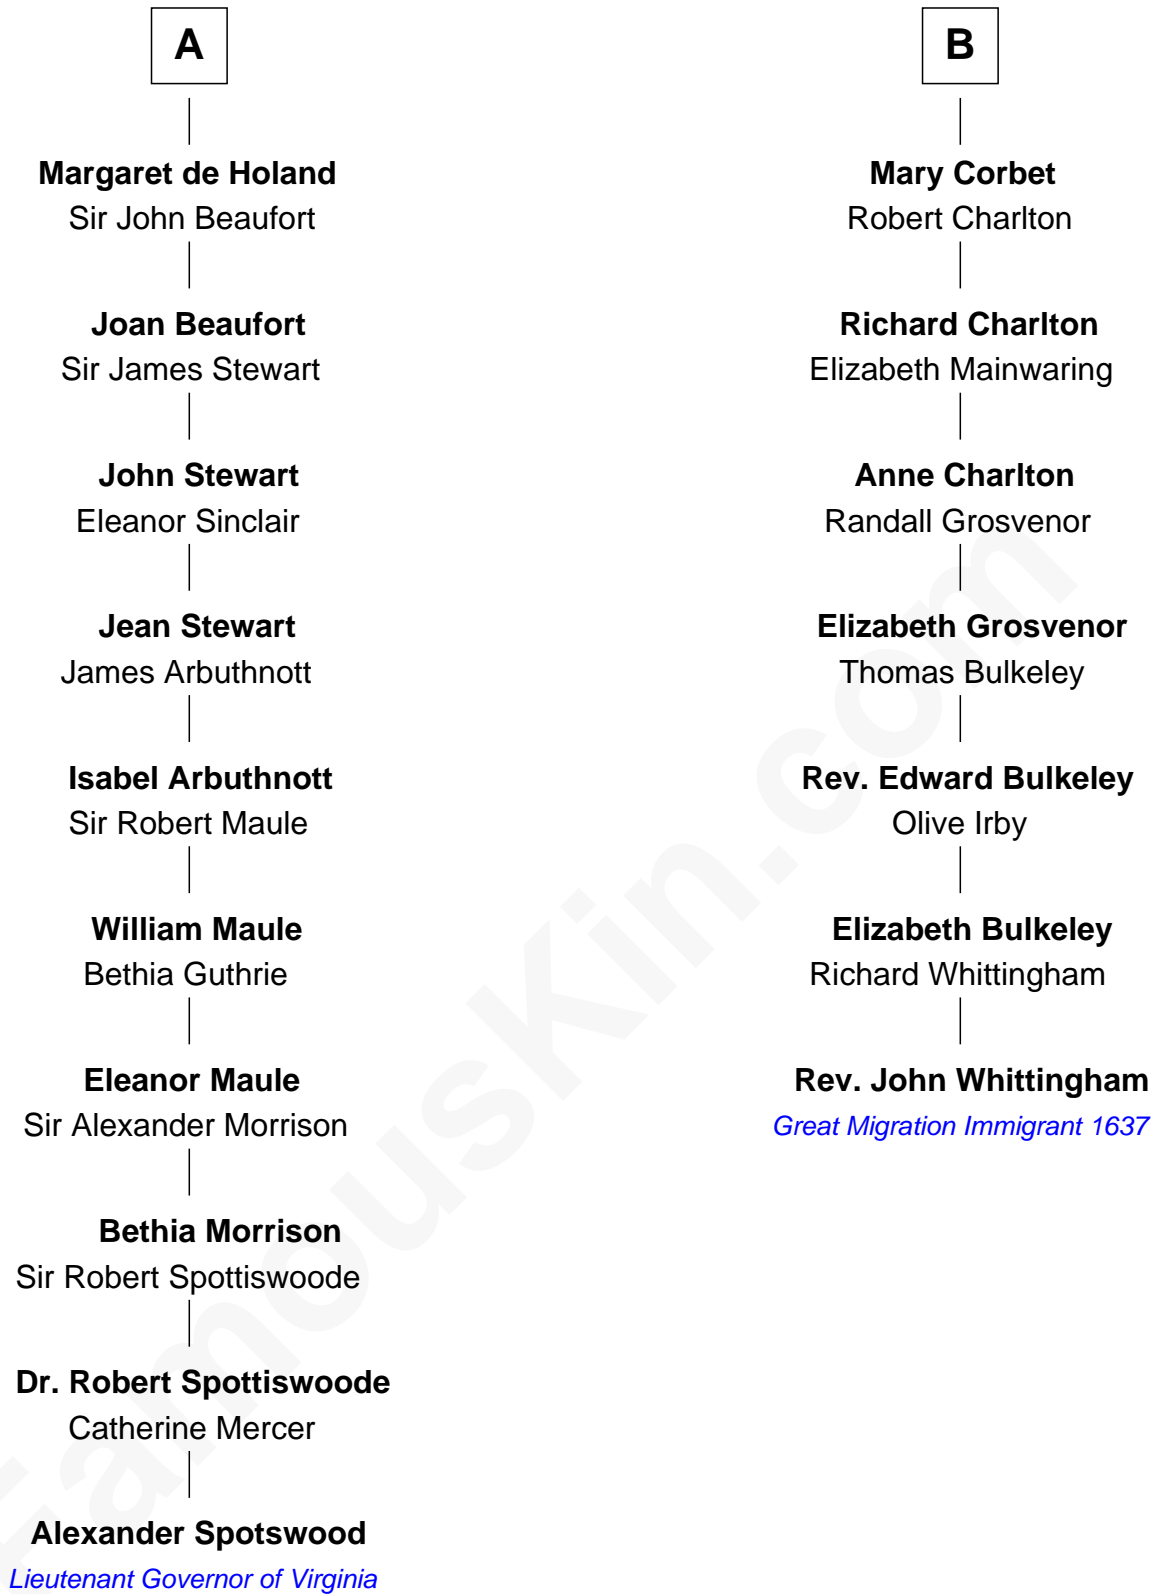 A
Margaret de Holand
Sir John Beaufort
Joan Beaufort
Sir James Stewart
John Stewart
Eleanor Sinclair
Jean Stewart
James Arbuthnott
Isabel Arbuthnott
Sir Robert Maule
William Maule
Bethia Guthrie
Eleanor Maule
Sir Alexander Morrison
Bethia Morrison
Sir Robert Spottiswoode
Dr. Robert Spottiswoode
Catherine Mercer
Alexander Spotswood
Lieutenant Governor of Virginia
B
Mary Corbet
Robert Charlton
Richard Charlton
Elizabeth Mainwaring
Anne Charlton
Randall Grosvenor
Elizabeth Grosvenor
Thomas Bulkeley
Rev. Edward Bulkeley
Olive Irby
Elizabeth Bulkeley
Richard Whittingham
Rev. John Whittingham
Great Migration Immigrant 1637
FamousKin.com